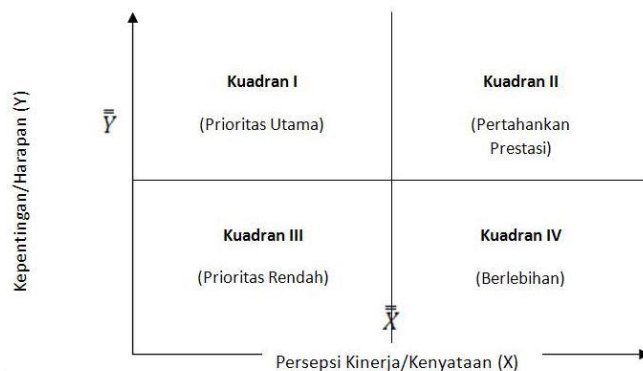 Kepentingan/Harapan (Y)
Kuadran I
(Prioritas Utama)
Kuadran II
(Pertahankan
Prestasi)
Y̿
Kuadran III
(Prioritas Rendah)
Kuadran IV
(Berlebihan)
X̿
Persepsi Kinerja/Kenyataan (X)